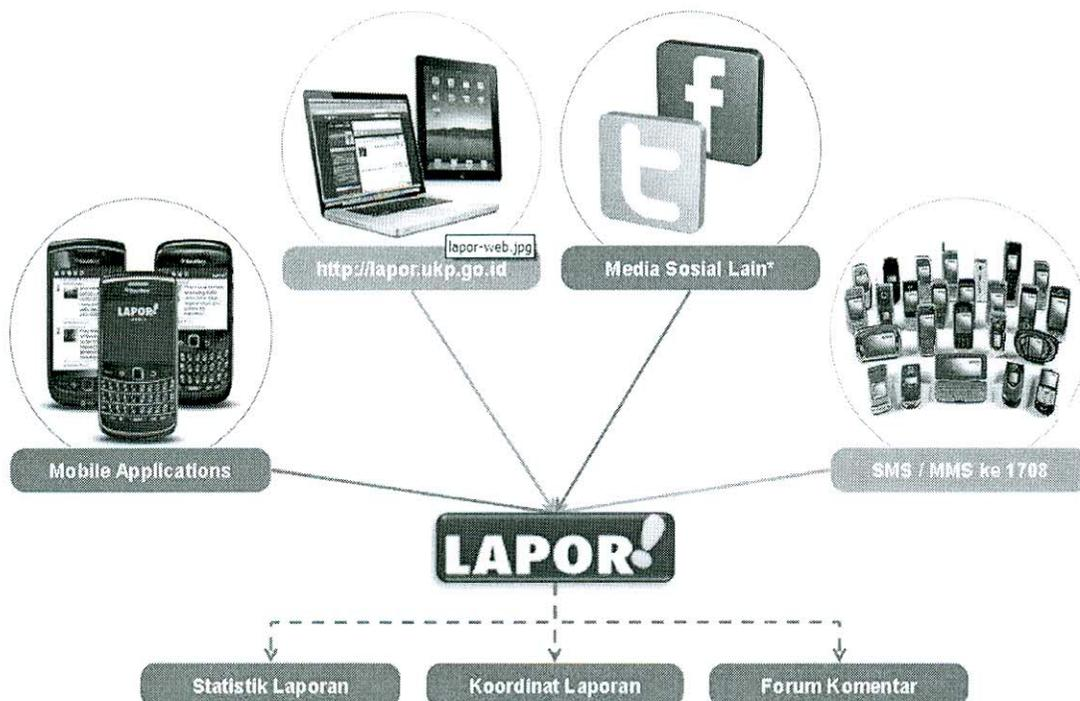 lapor-web.jpg
http://lapor.ukp.go.id
Media Sosial Lain*
LAPOR!
Mobile Applications
SMS / MMS ke 1708
LAPOR!
Statistik Laporan
Koordinat Laporan
Forum Komentar